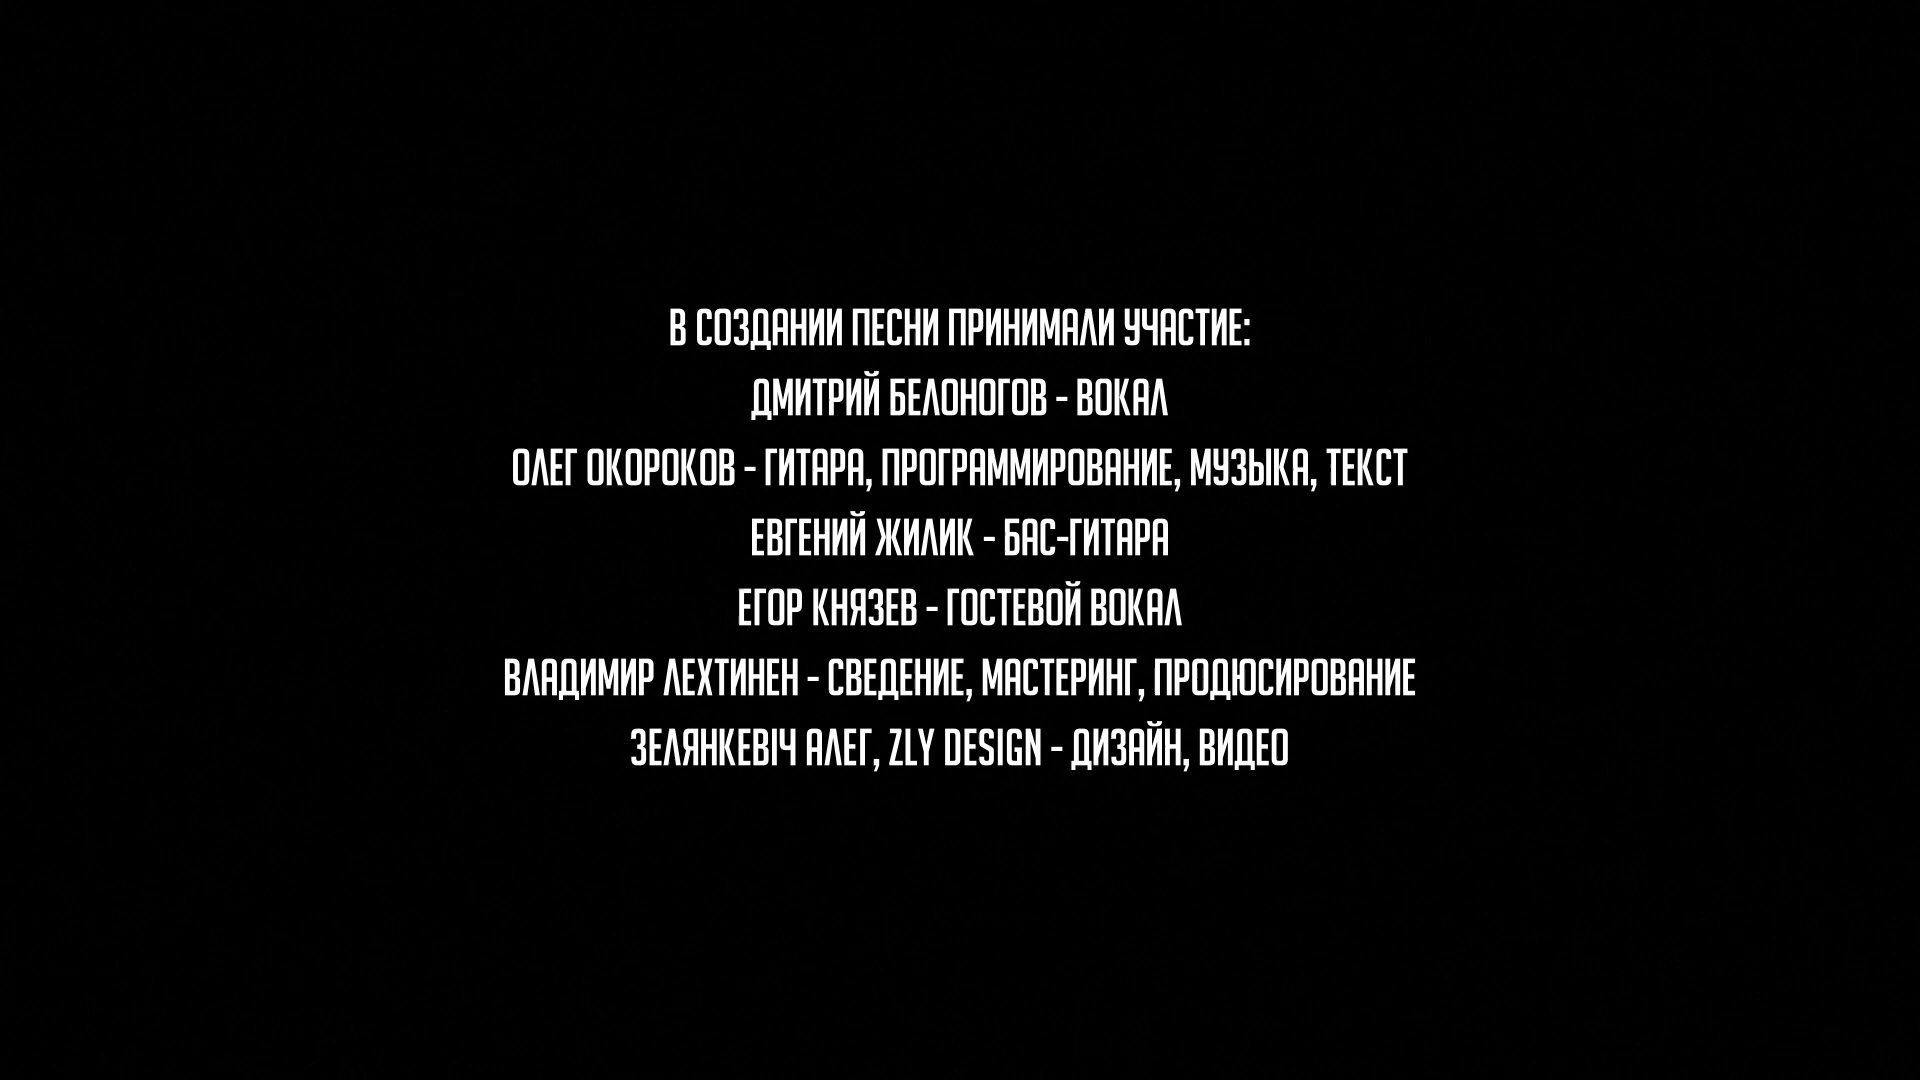 В СОЗДАНИИ ПЕСНИ ПРИНИМАЛИ УЧАСТИЕ:
ДМИТРИЙ БЕЛОНОГОВ - ВОКАЛ
ОЛЕГ ОКОРОКОВ - ГИТАРА, ПРОГРАММИРОВАНИЕ, МУЗЫКА, ТЕКСТ
ЕВГЕНИЙ ЖИЛИК - БАС-ГИТАРА
ЕГОР КНЯЗЕВ - ГОСТЕВОЙ ВОКАЛ
ВЛАДИМИР ЛЕХТИНЕН - СВЕДЕНИЕ, МАСТЕРИНГ, ПРОДЮСИРОВАНИЕ
ЗЕЛЯНКЕВІЧ АЛЕГ, ZLY DESIGN - ДИЗАЙН, ВИДЕО